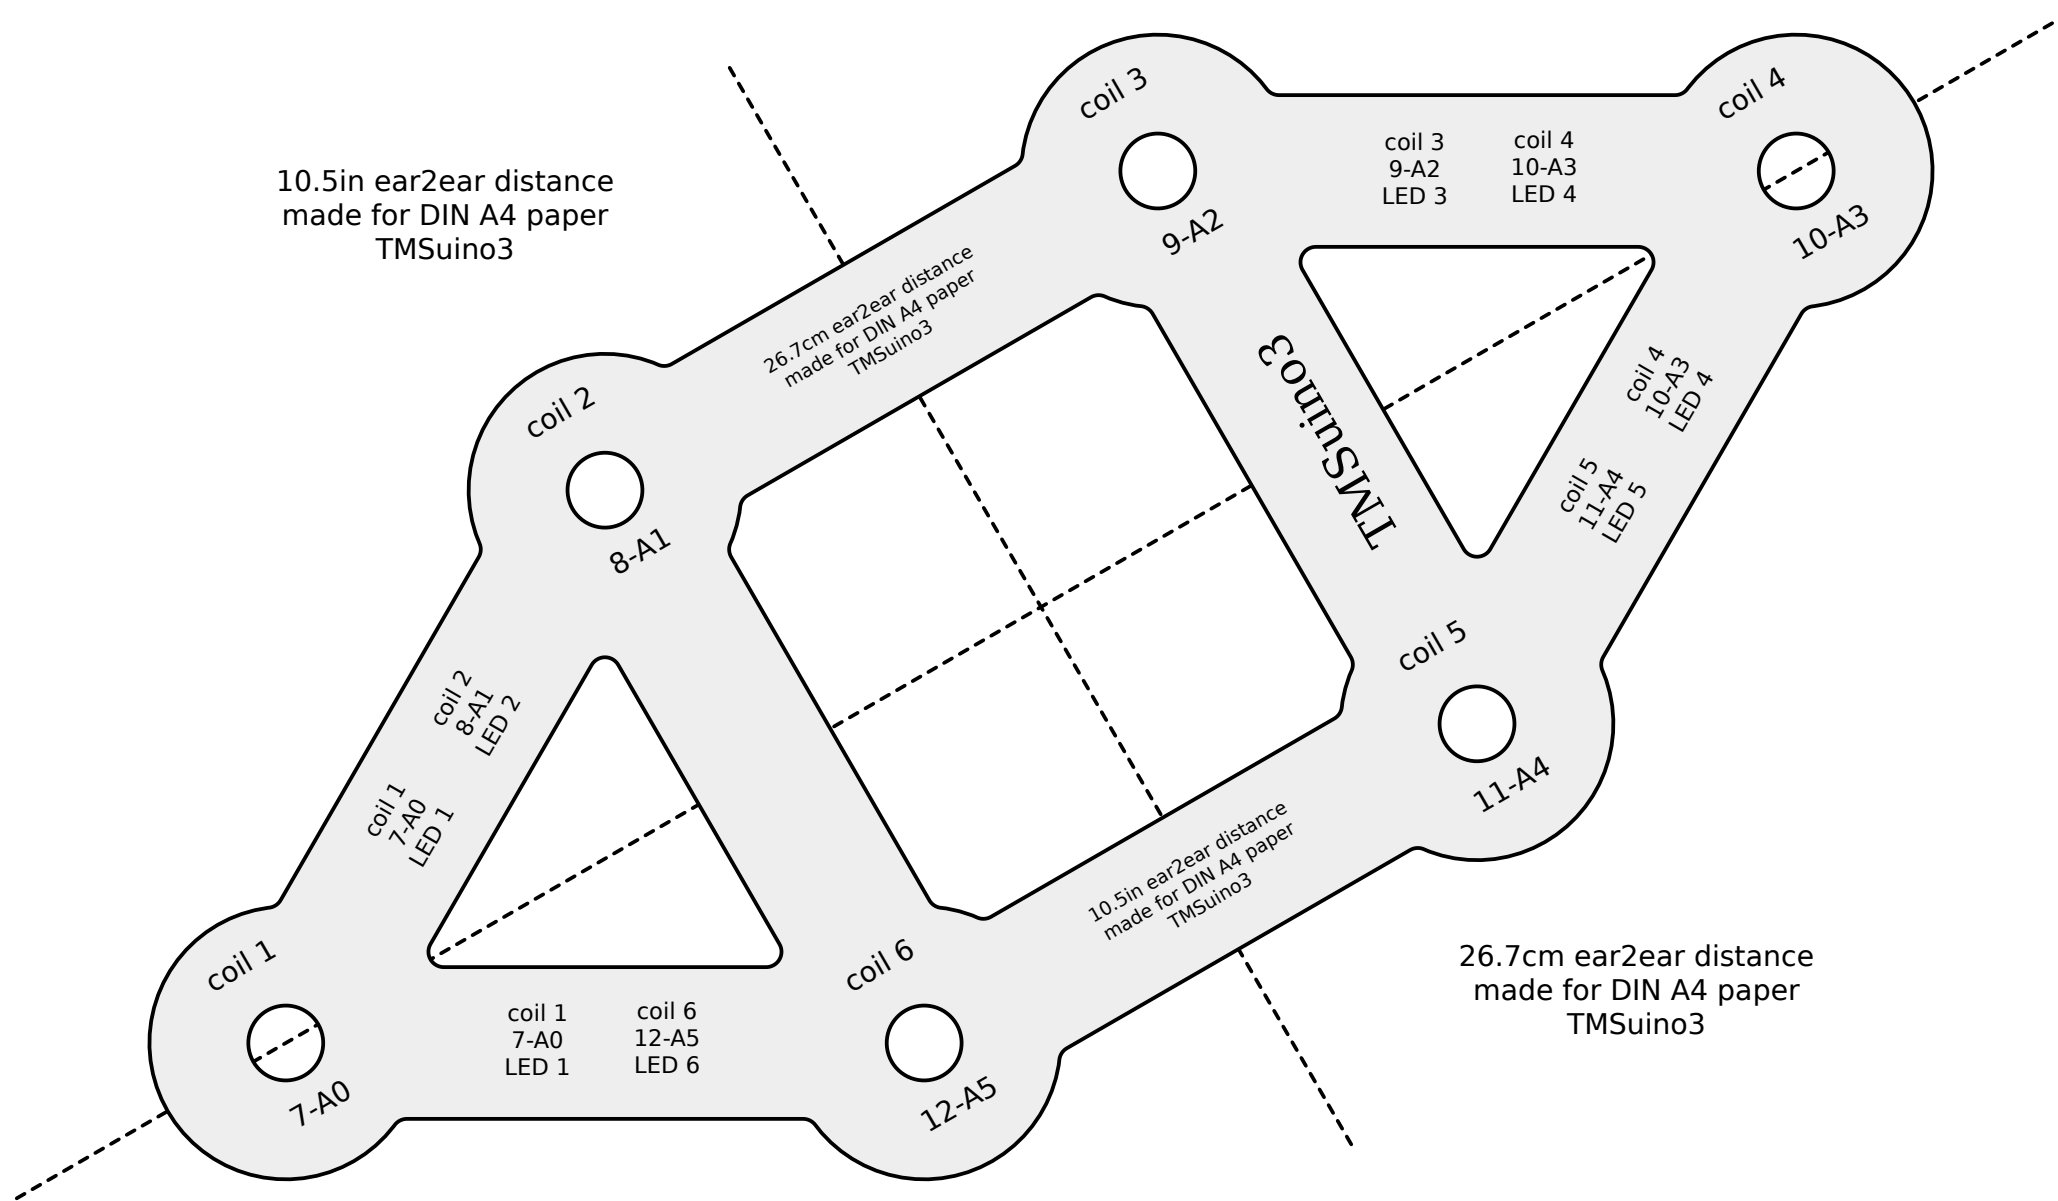 coil 3
coil 4
10.5in ear2ear distance
made for DIN A4 paper
TMSuino3
coil 3
9-A2
LED 3
coil 4
10-A3
LED 4
9-A2
10-A3
26.7cm ear2ear distance
made for DIN A4 paper
TMSuino3
coil 2
8-A1
TMSuino3
coil 4
10-A3
LED 4
coil 5
11-A4
LED 5
coil 5
11-A4
coil 2
8-A1
LED 2
coil 1
7-A0
LED 1
10.5in ear2ear distance
made for DIN A4 paper
TMSuino3
coil 1
7-A0
coil 6
12-A5
coil 1
7-A0
LED 1
coil 6
12-A5
LED 6
26.7cm ear2ear distance
made for DIN A4 paper
TMSuino3